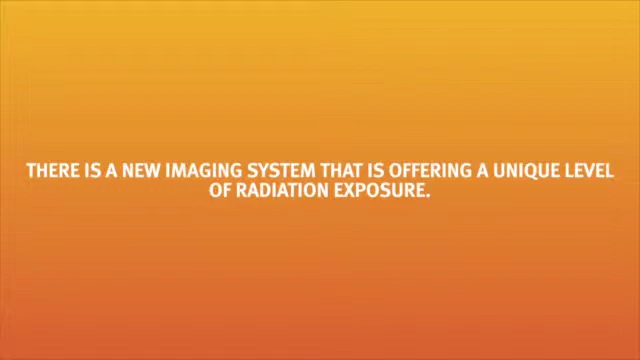 THERE IS A NEW IMAGING SYSTEM THAT IS OFFERING A UNIQUE LEVEL
OF RADIATION EXPOSURE.